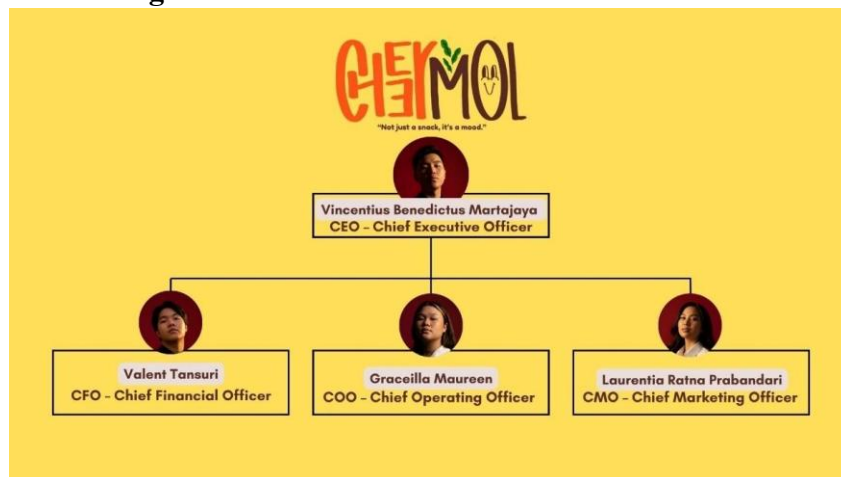 g
CHEERMOL
"Not just a snack, it's a mood."
Vincentius Benedictus Martajaya
CEO - Chief Executive Officer
Valent Tansuri
CFO - Chief Financial Officer
Graceilla Maureen
COO - Chief Operating Officer
Laurentia Ratna Prabandari
CMO - Chief Marketing Officer